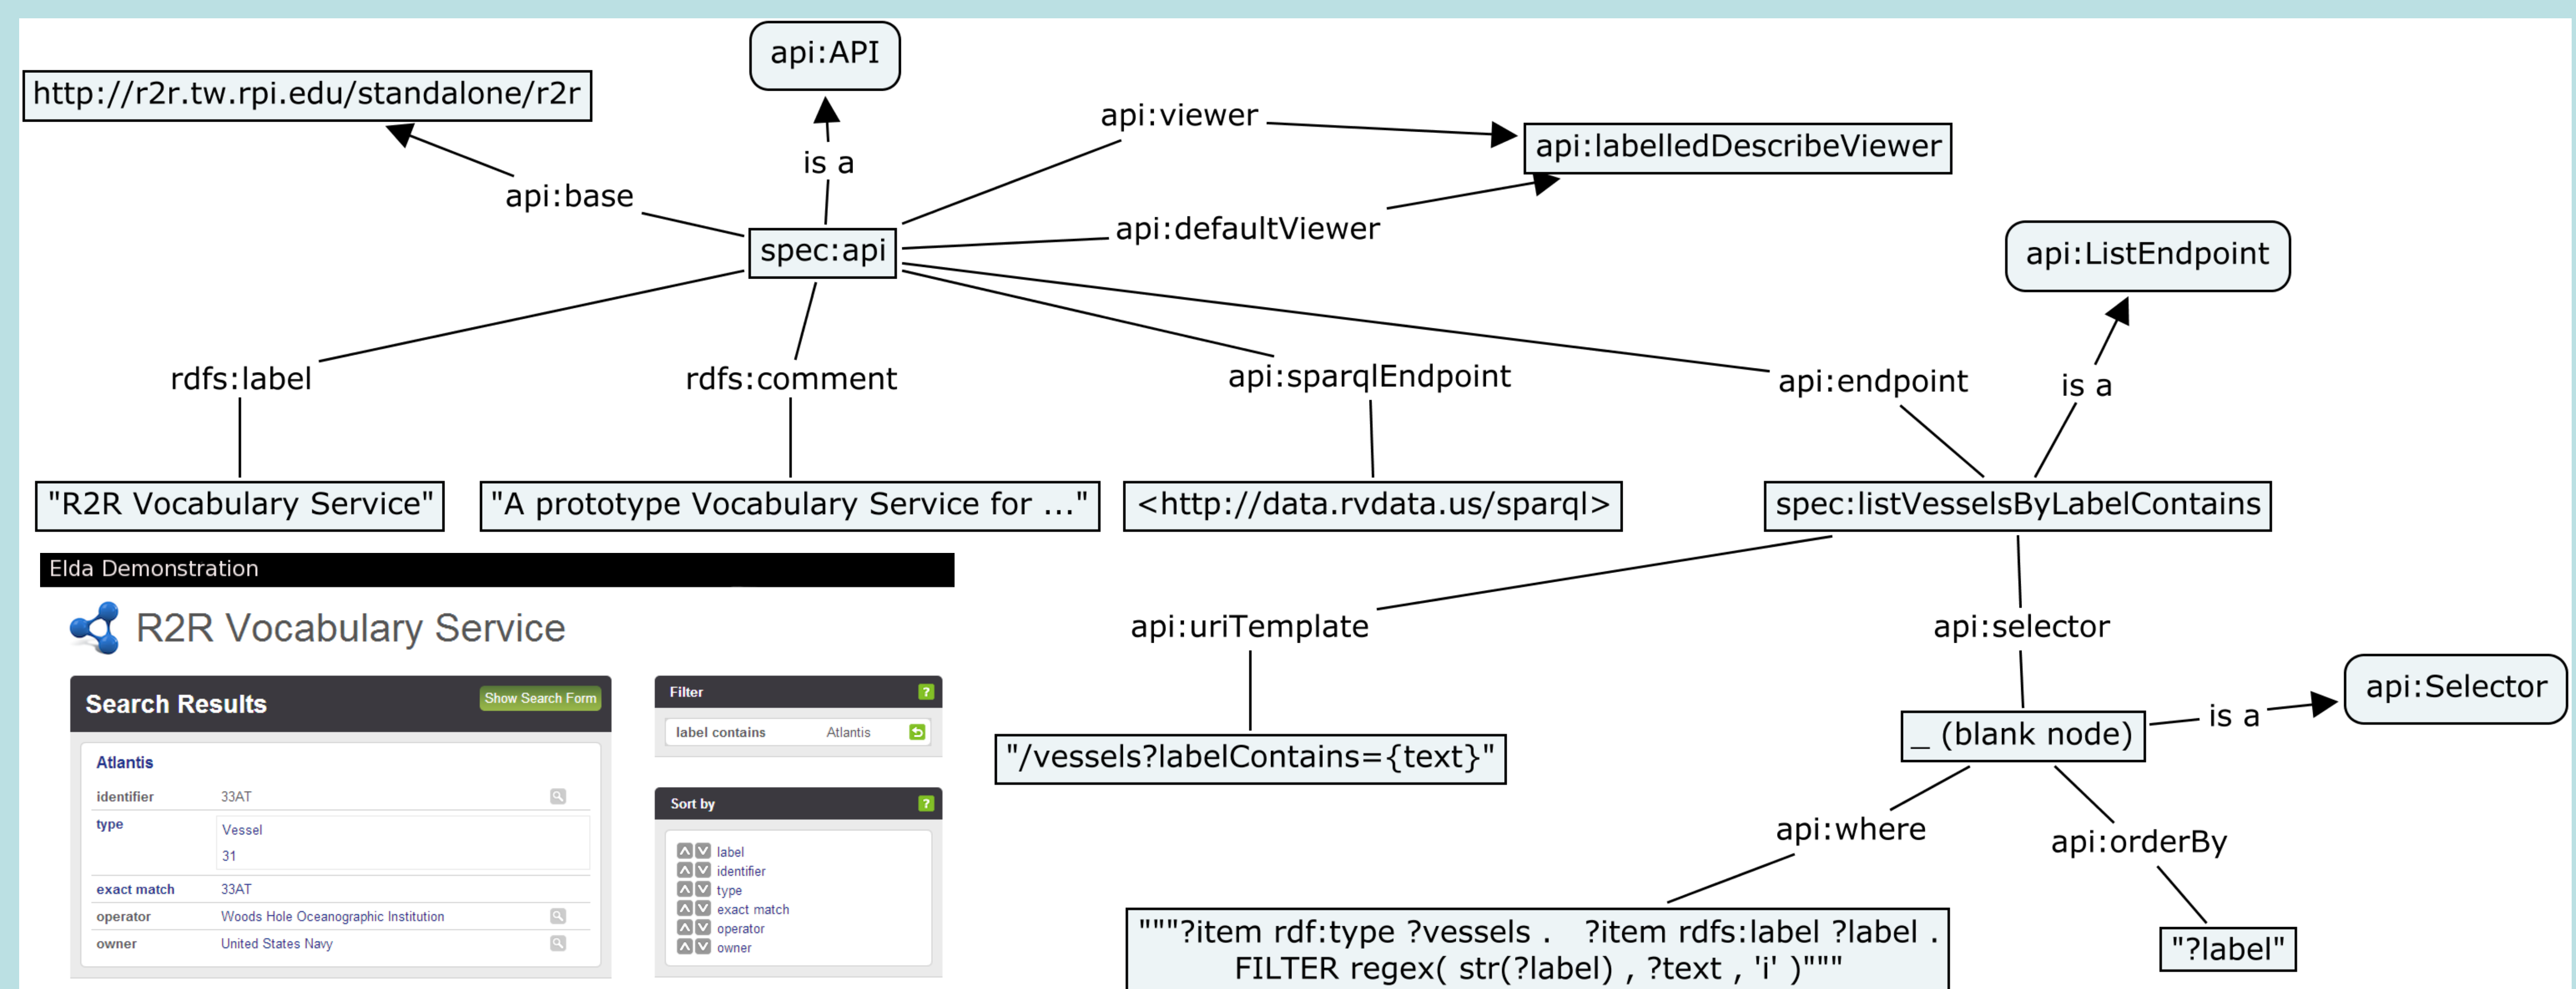 api:API
http://r2r.tw.rpi.edu/standalone/r2r
api:viewer
api:labelledDescribeViewer
is a
api:base
api:defaultViewer
spec:api
api:ListEndpoint
rdfs:label
rdfs:comment
api:sparqlEndpoint
api:endpoint
is a
"R2R Vocabulary Service"
"A prototype Vocabulary Service for ..."
<http://data.rvdata.us/sparql>
spec:listVesselsByLabelContains
api:uriTemplate
api:selector
api:Selector
is a
_ (blank node)
"/vessels?labelContains={text}"
api:where
api:orderBy
"""?item rdf:type ?vessels . ?item rdfs:label ?label .
FILTER regex( str(?label) , ?text , 'i' )"""
"?label"
Elda Demonstration
R2R Vocabulary Service
Search Results
Show Search Form
Atlantis
identifier 33AT
type Vessel
31
exact match 33AT
operator Woods Hole Oceanographic Institution
owner United States Navy
Filter ?
label contains Atlantis
Sort by ?
label
identifier
type
exact match
operator
owner